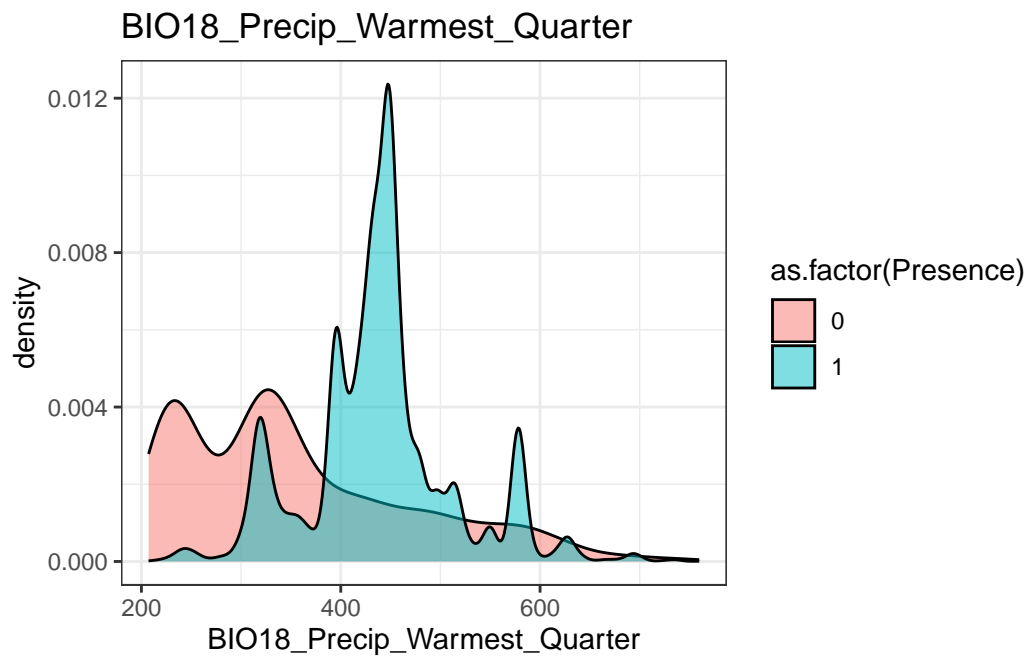 BIO18_Precip_Warmest_Quarter
0.012
0.008
0.004
0.000
density
200 400 600
BIO18_Precip_Warmest_Quarter
as.factor(Presence)
0
1